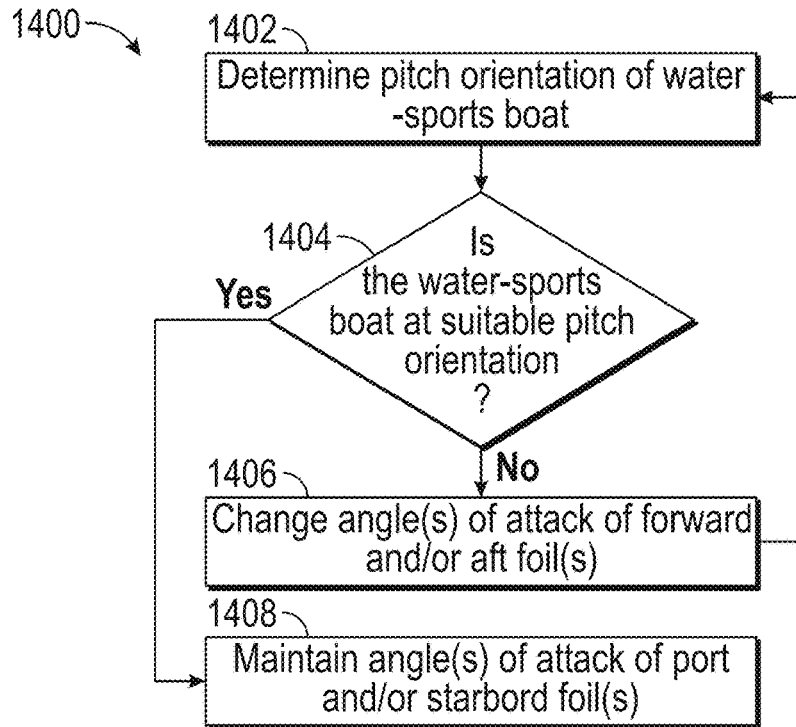 1400
1402
Determine pitch orientation of water
-sports boat
1404
Is
the water-sports
boat at suitable pitch
orientation
?
Yes
No
1406
Change angle(s) of attack of forward
and/or aft foil(s)
1408
Maintain angle(s) of attack of port
and/or starbord foil(s)